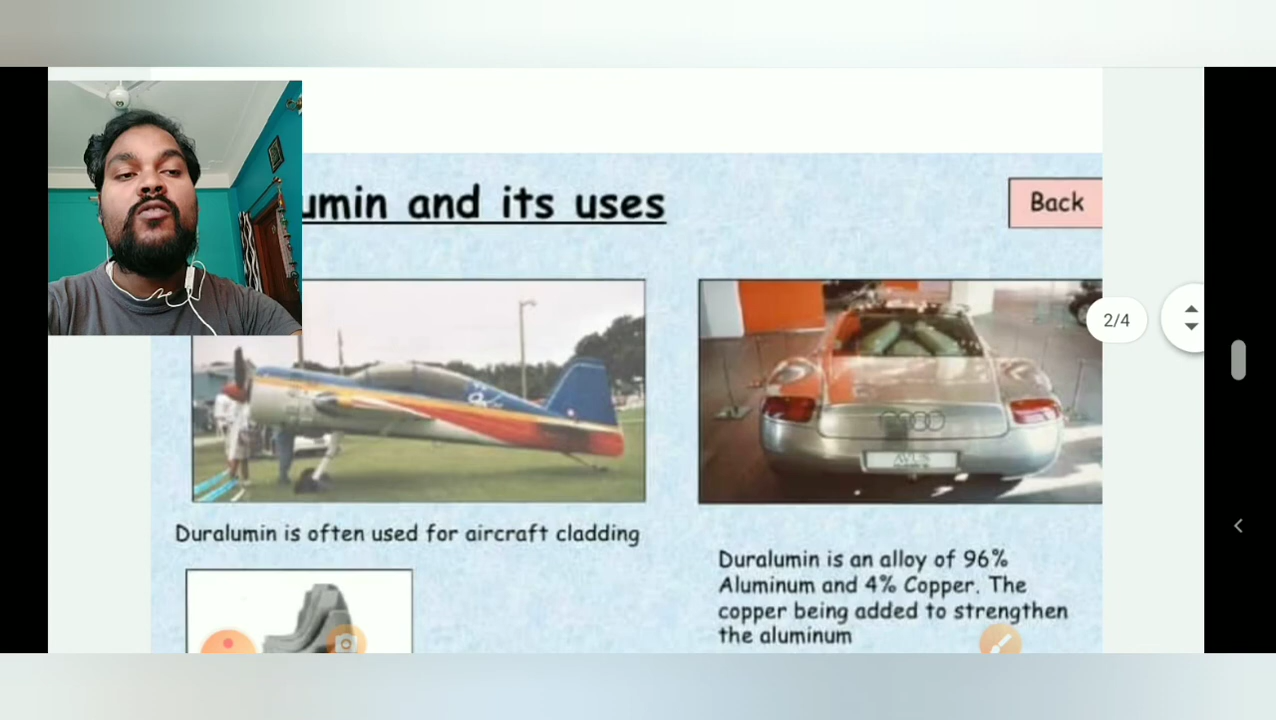 umin and its uses
Back
2/4
AVUS
Duralumin is often used for aircraft cladding
Duralumin is an alloy of 96%
Aluminum and 4% Copper. The
copper being added to strengthen
the aluminum